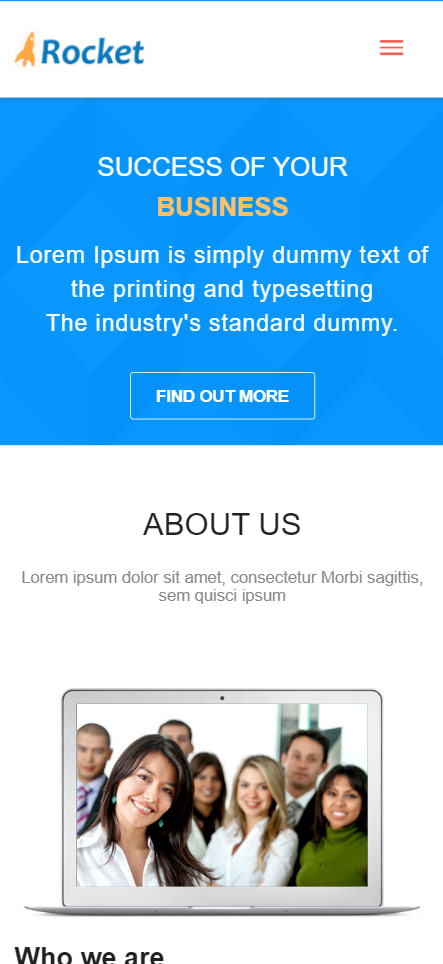 Rocket
SUCCESS OF YOUR
BUSINESS
Lorem Ipsum is simply dummy text of
the printing and typesetting
The industry's standard dummy.
FIND OUT MORE
ABOUT US
Lorem ipsum dolor sit amet, consectetur Morbi sagittis,
sem quisci ipsum
Who we are